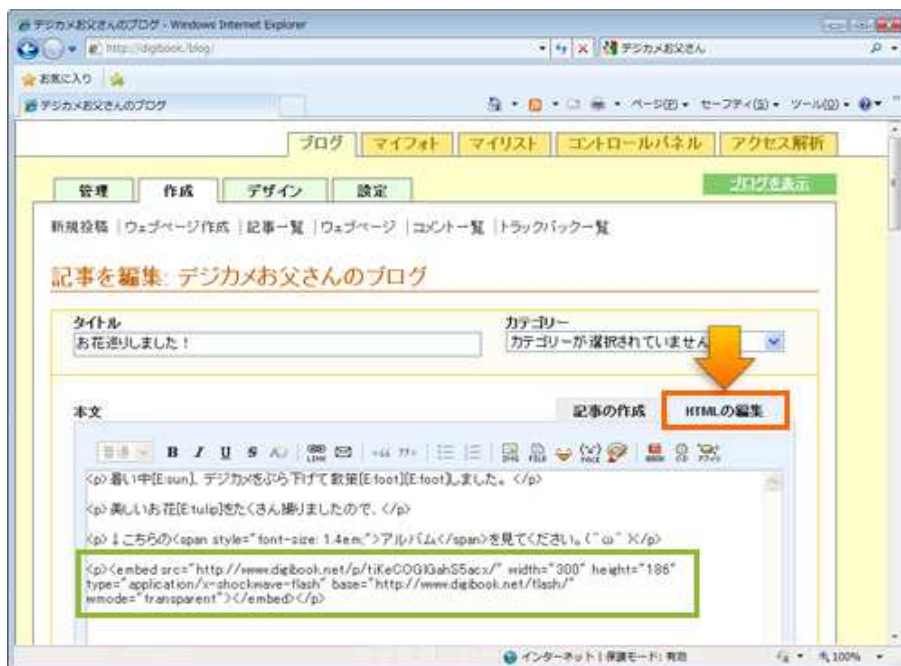 デジカメお父さんのブログ - Windows Internet Explorer
http://digibook/blog/
デジカメお父さん
お気に入り
デジカメお父さんのブログ
ページ(P) セーフティ(S) ツール(O)
ブログ マイフォト マイリスト コントロールパネル アクセス解析
管理 作成 デザイン 設定 ブログを表示
新規投稿 | ウェブページ作成 | 記事一覧 | ウェブページ | コメント一覧 | トラックバック一覧
記事を編集: デジカメお父さんのブログ
タイトル カテゴリー
お花巡りしました! カテゴリーが選択されていません
本文 記事の作成 HTMLの編集
普通 B I U S LINK IMG FILE FACE BOOK CD
<p>暑い中[E:sun]、デジカメをぶら下げて散策[E:foot][E:foot]しました。</p>
<p>美しいお花[E:tulip]をたくさん撮りましたので、</p>
<p>↓こちらの<span style="font-size: 1.4em;">アルバム</span>を見てください。(^ω^)</p>
<p><embed src="http://www.digibook.net/p/tiKeCOGlGahS5acx/" width="300" height="186"
type="application/x-shockwave-flash" base="http://www.digibook.net/flash/"
wmode="transparent"></embed></p>
インターネット | 保護モード: 有効 100%